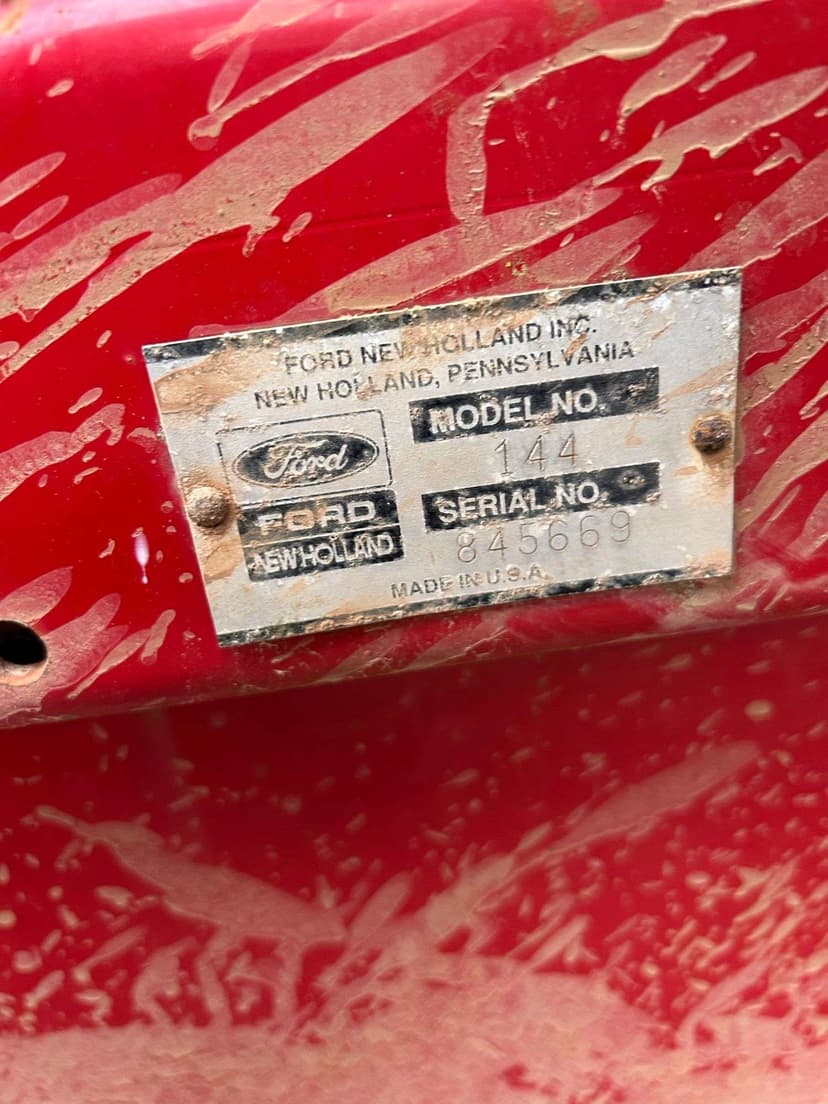 FORD NEW HOLLAND INC.
NEW HOLLAND, PENNSYLVANIA
Ford
FORD
NEW HOLLAND
MODEL NO.
144
SERIAL NO.
845669
MADE IN U.S.A.